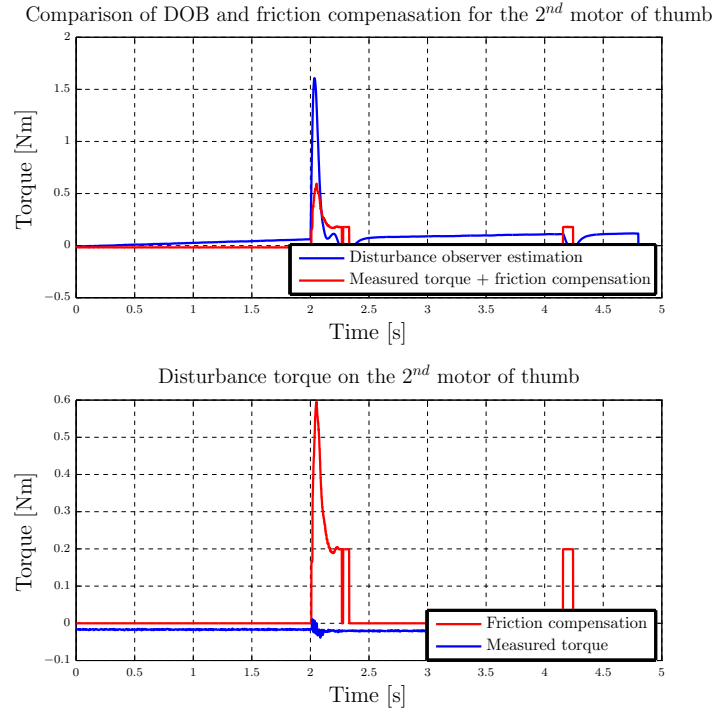 Comparison of DOB and friction compenasation for the 2nd motor of thumb
2
1.5
1
0.5
0
−0.5
Torque [Nm]
Disturbance observer estimation
Measured torque + friction compensation
0 0.5 1 1.5 2 2.5 3 3.5 4 4.5 5
Time [s]
Disturbance torque on the 2nd motor of thumb
0.6
0.5
0.4
0.3
0.2
0.1
0
−0.1
Torque [Nm]
Friction compensation
Measured torque
0 0.5 1 1.5 2 2.5 3 3.5 4 4.5 5
Time [s]